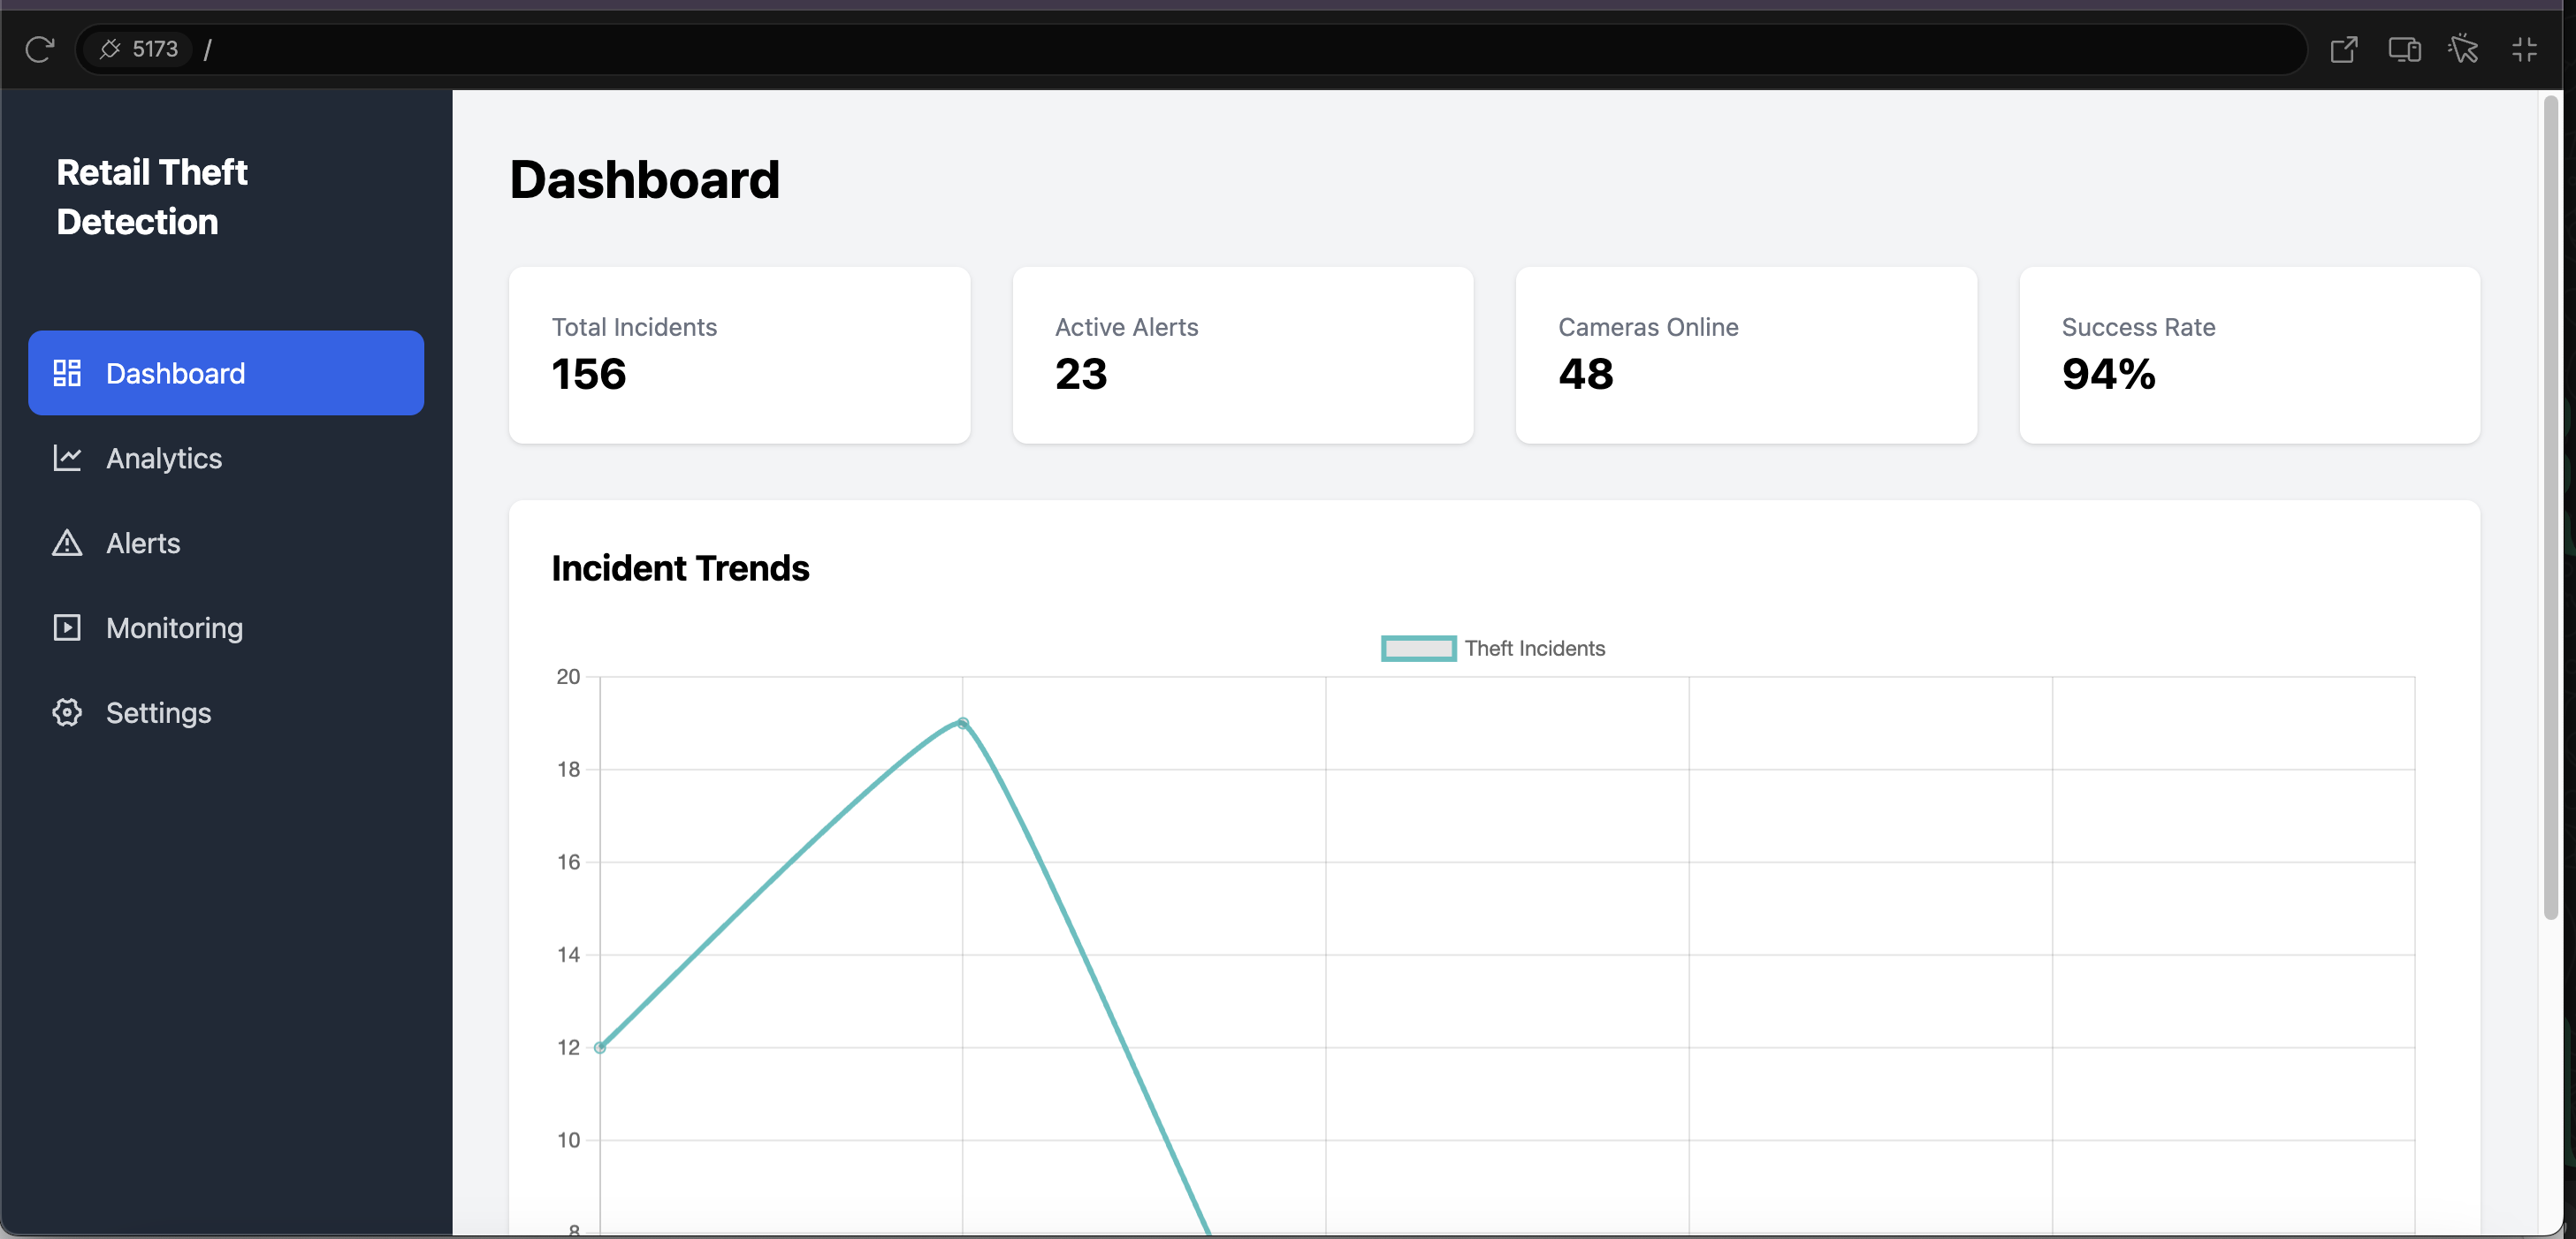 5173 /
Retail Theft
Detection
Dashboard
Analytics
Alerts
Monitoring
Settings
Dashboard
Total Incidents
156
Active Alerts
23
Cameras Online
48
Success Rate
94%
Incident Trends
Theft Incidents
20
18
16
14
12
10
8